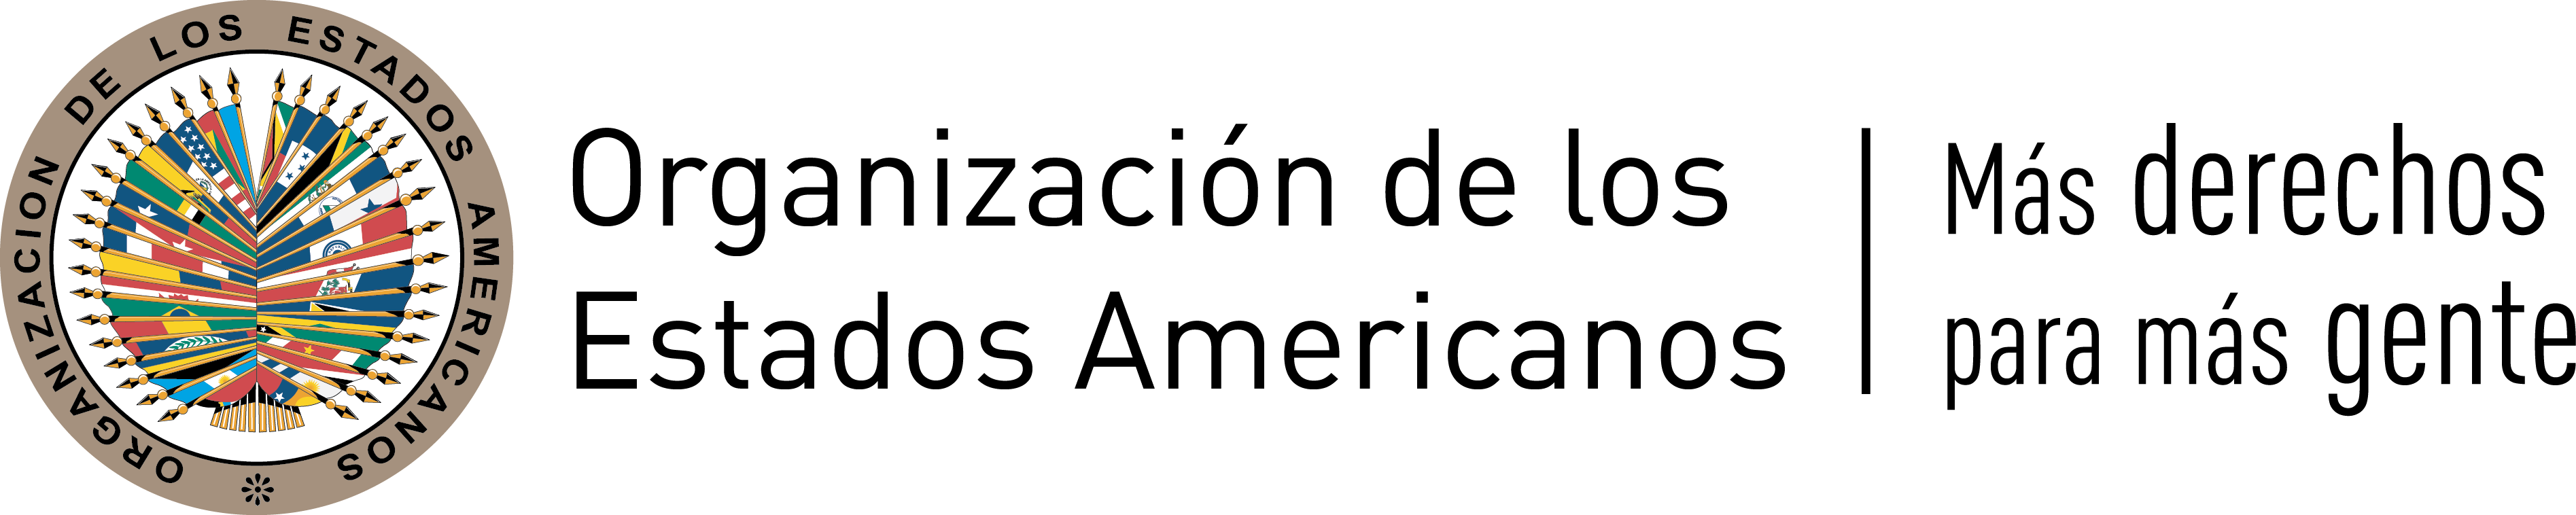 ORGANIZACION DE LOS ESTADOS AMERICANOS
Organización de los
Estados Americanos
Más derechos
para más gente